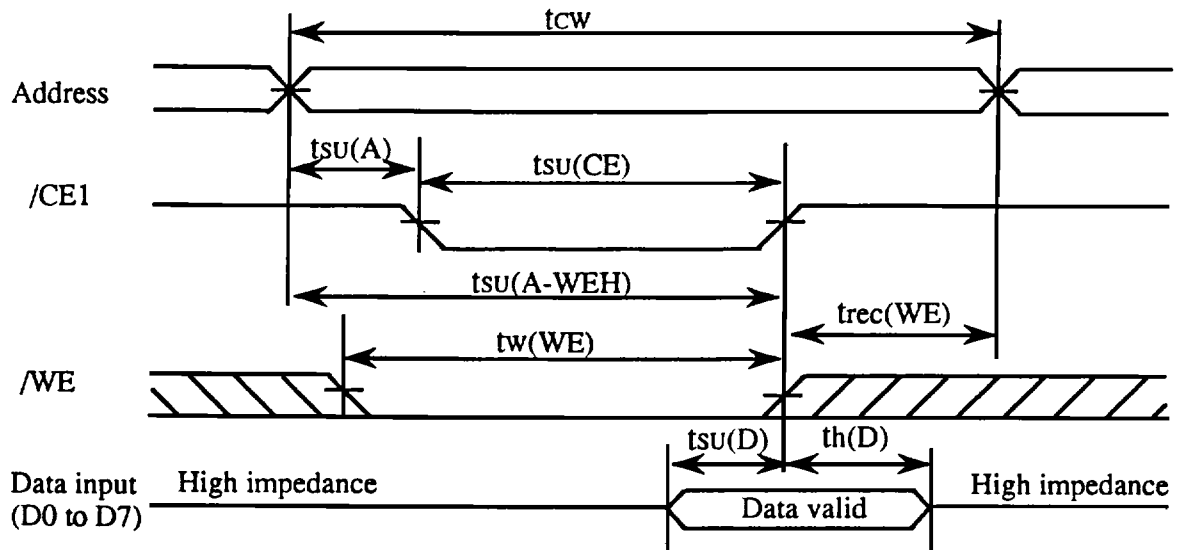 tcw
Address
tsu(A)
tsu(CE)
/CE1
tsu(A-WEH)
trec(WE)
tw(WE)
/WE
tsu(D)
th(D)
Data input
(D0 to D7)
High impedance
Data valid
High impedance